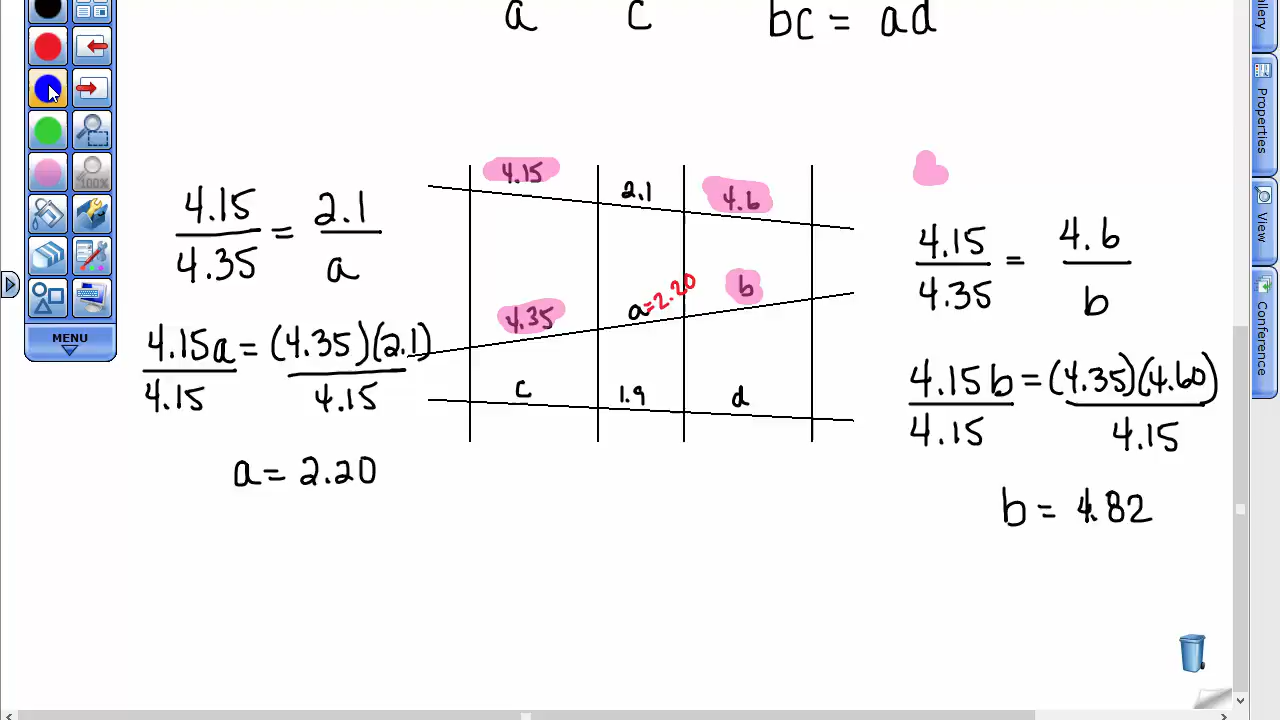 a c bc = ad
4.15 2.1 4.6
4.35 a=2.20 b
c 1.9 d
4.15/4.35 = 2.1/a
4.15a = (4.35)(2.1)
4.15 4.15
a = 2.20
4.15/4.35 = 4.6/b
4.15b = (4.35)(4.60)
4.15 4.15
b = 4.82
100%
MENU
Gallery
Properties
View
Conference